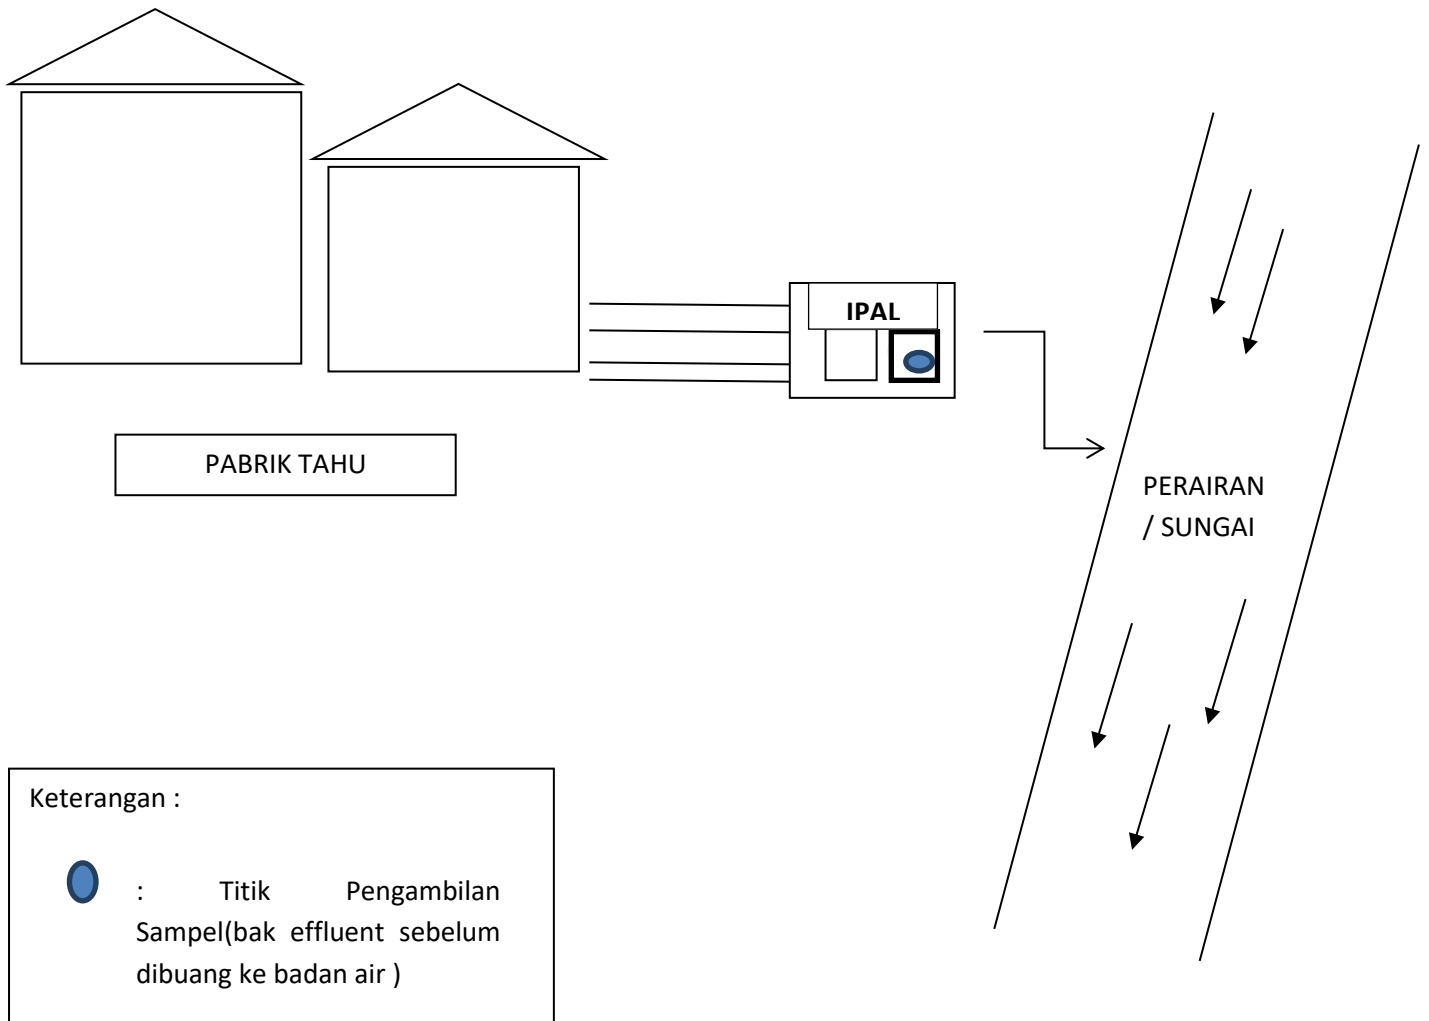 IPAL
PABRIK TAHU
PERAIRAN
/ SUNGAI
Keterangan :
: Titik Pengambilan
Sampel(bak effluent sebelum
dibuang ke badan air )